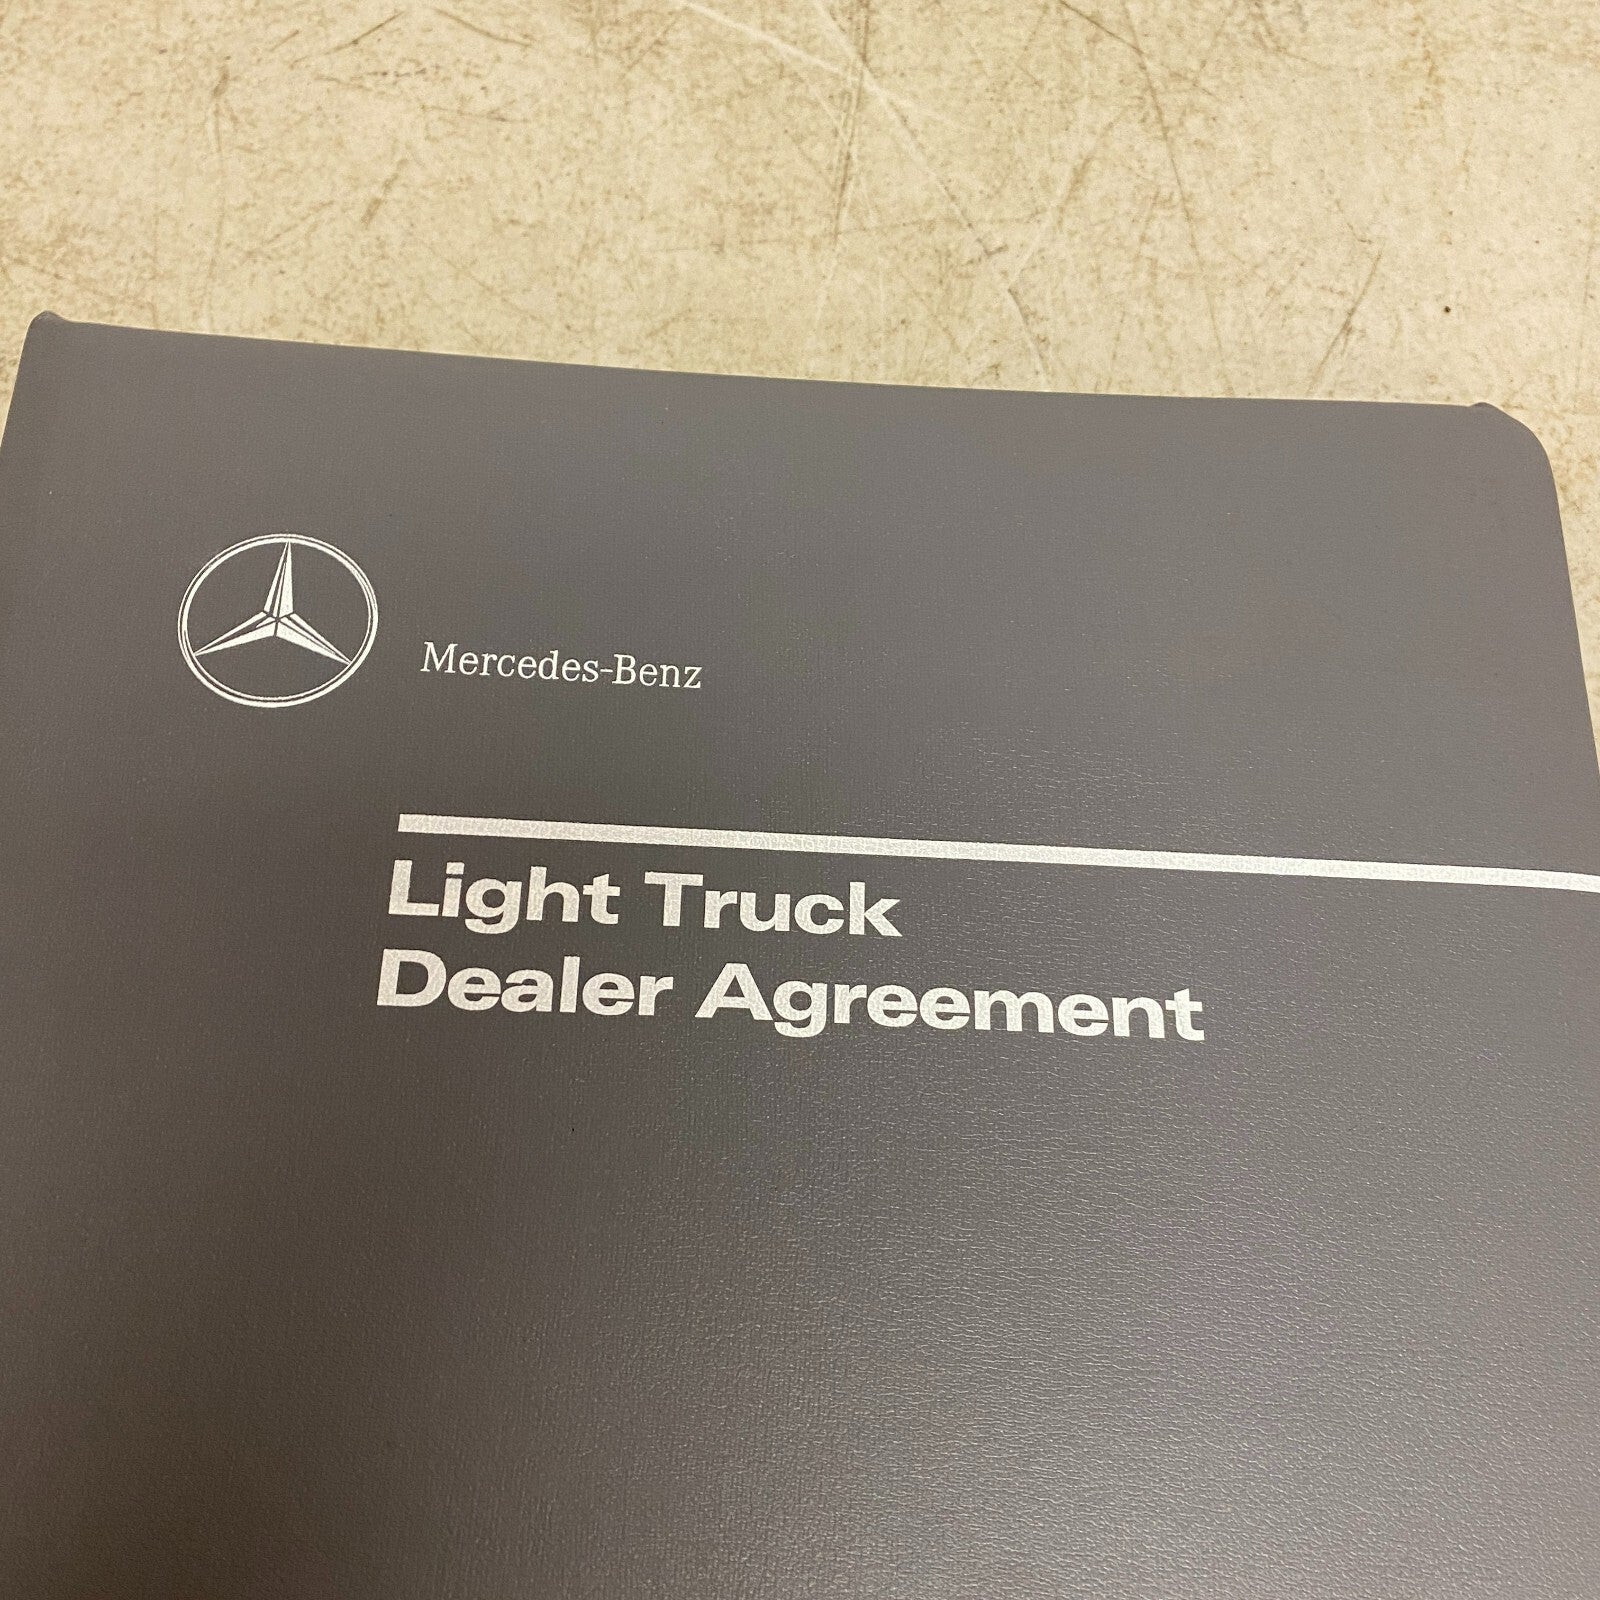 Mercedes-Benz
Light Truck
Dealer Agreement